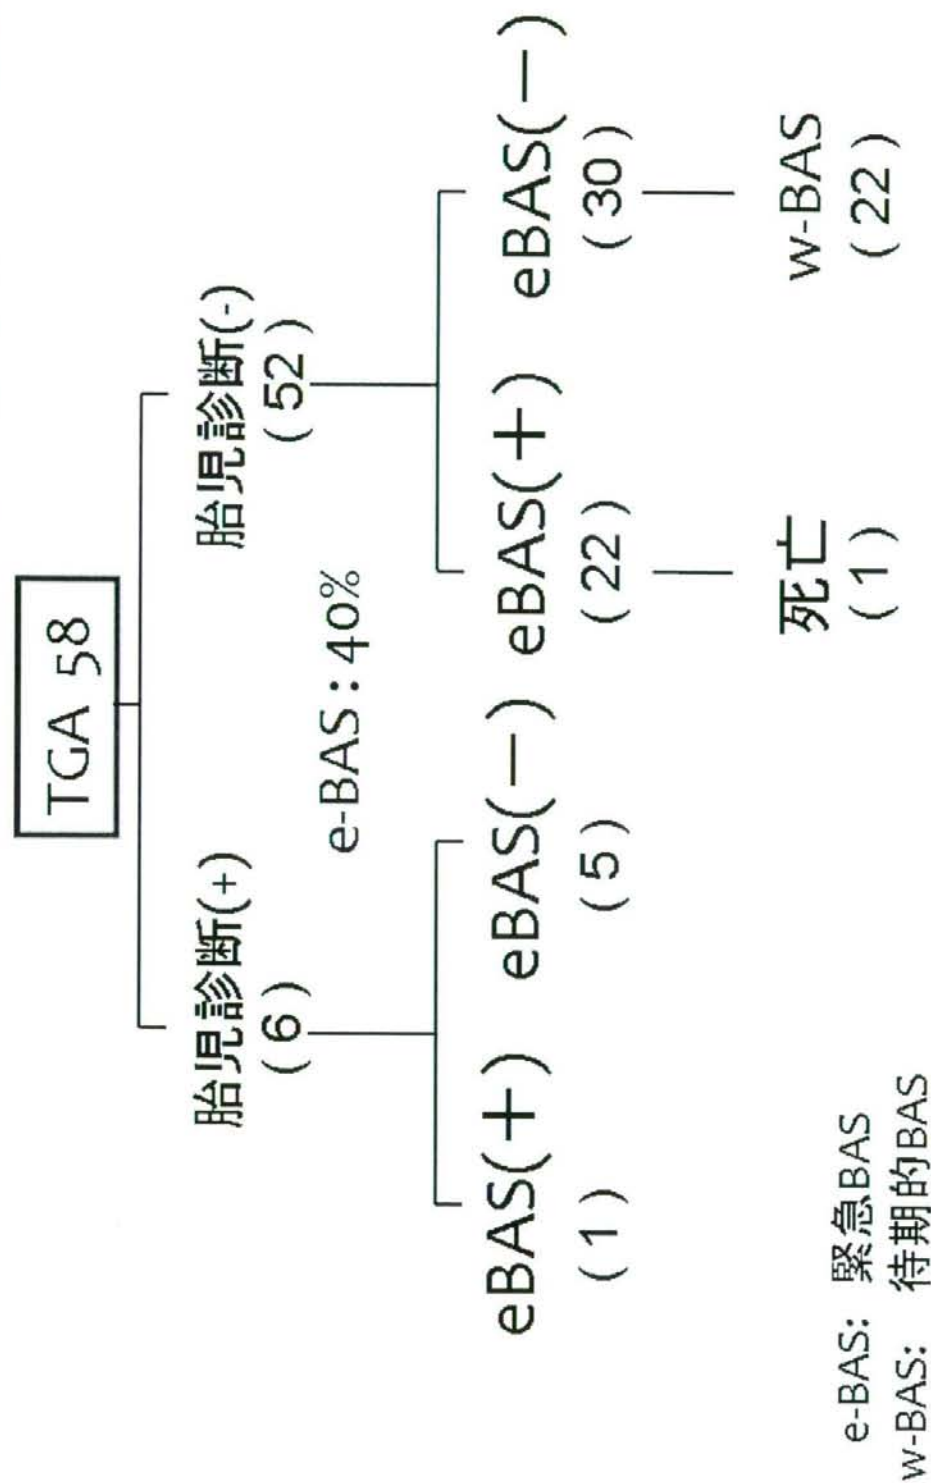 TGA 58
胎児診断(+)
(6)
胎児診断(-)
(52)
e-BAS:40%
eBAS(+)
(1)
eBAS(-)
(5)
eBAS(+)
(22)
eBAS(-)
(30)
死亡
(1)
w-BAS
(22)
e-BAS: 緊急BAS
w-BAS: 待期的BAS